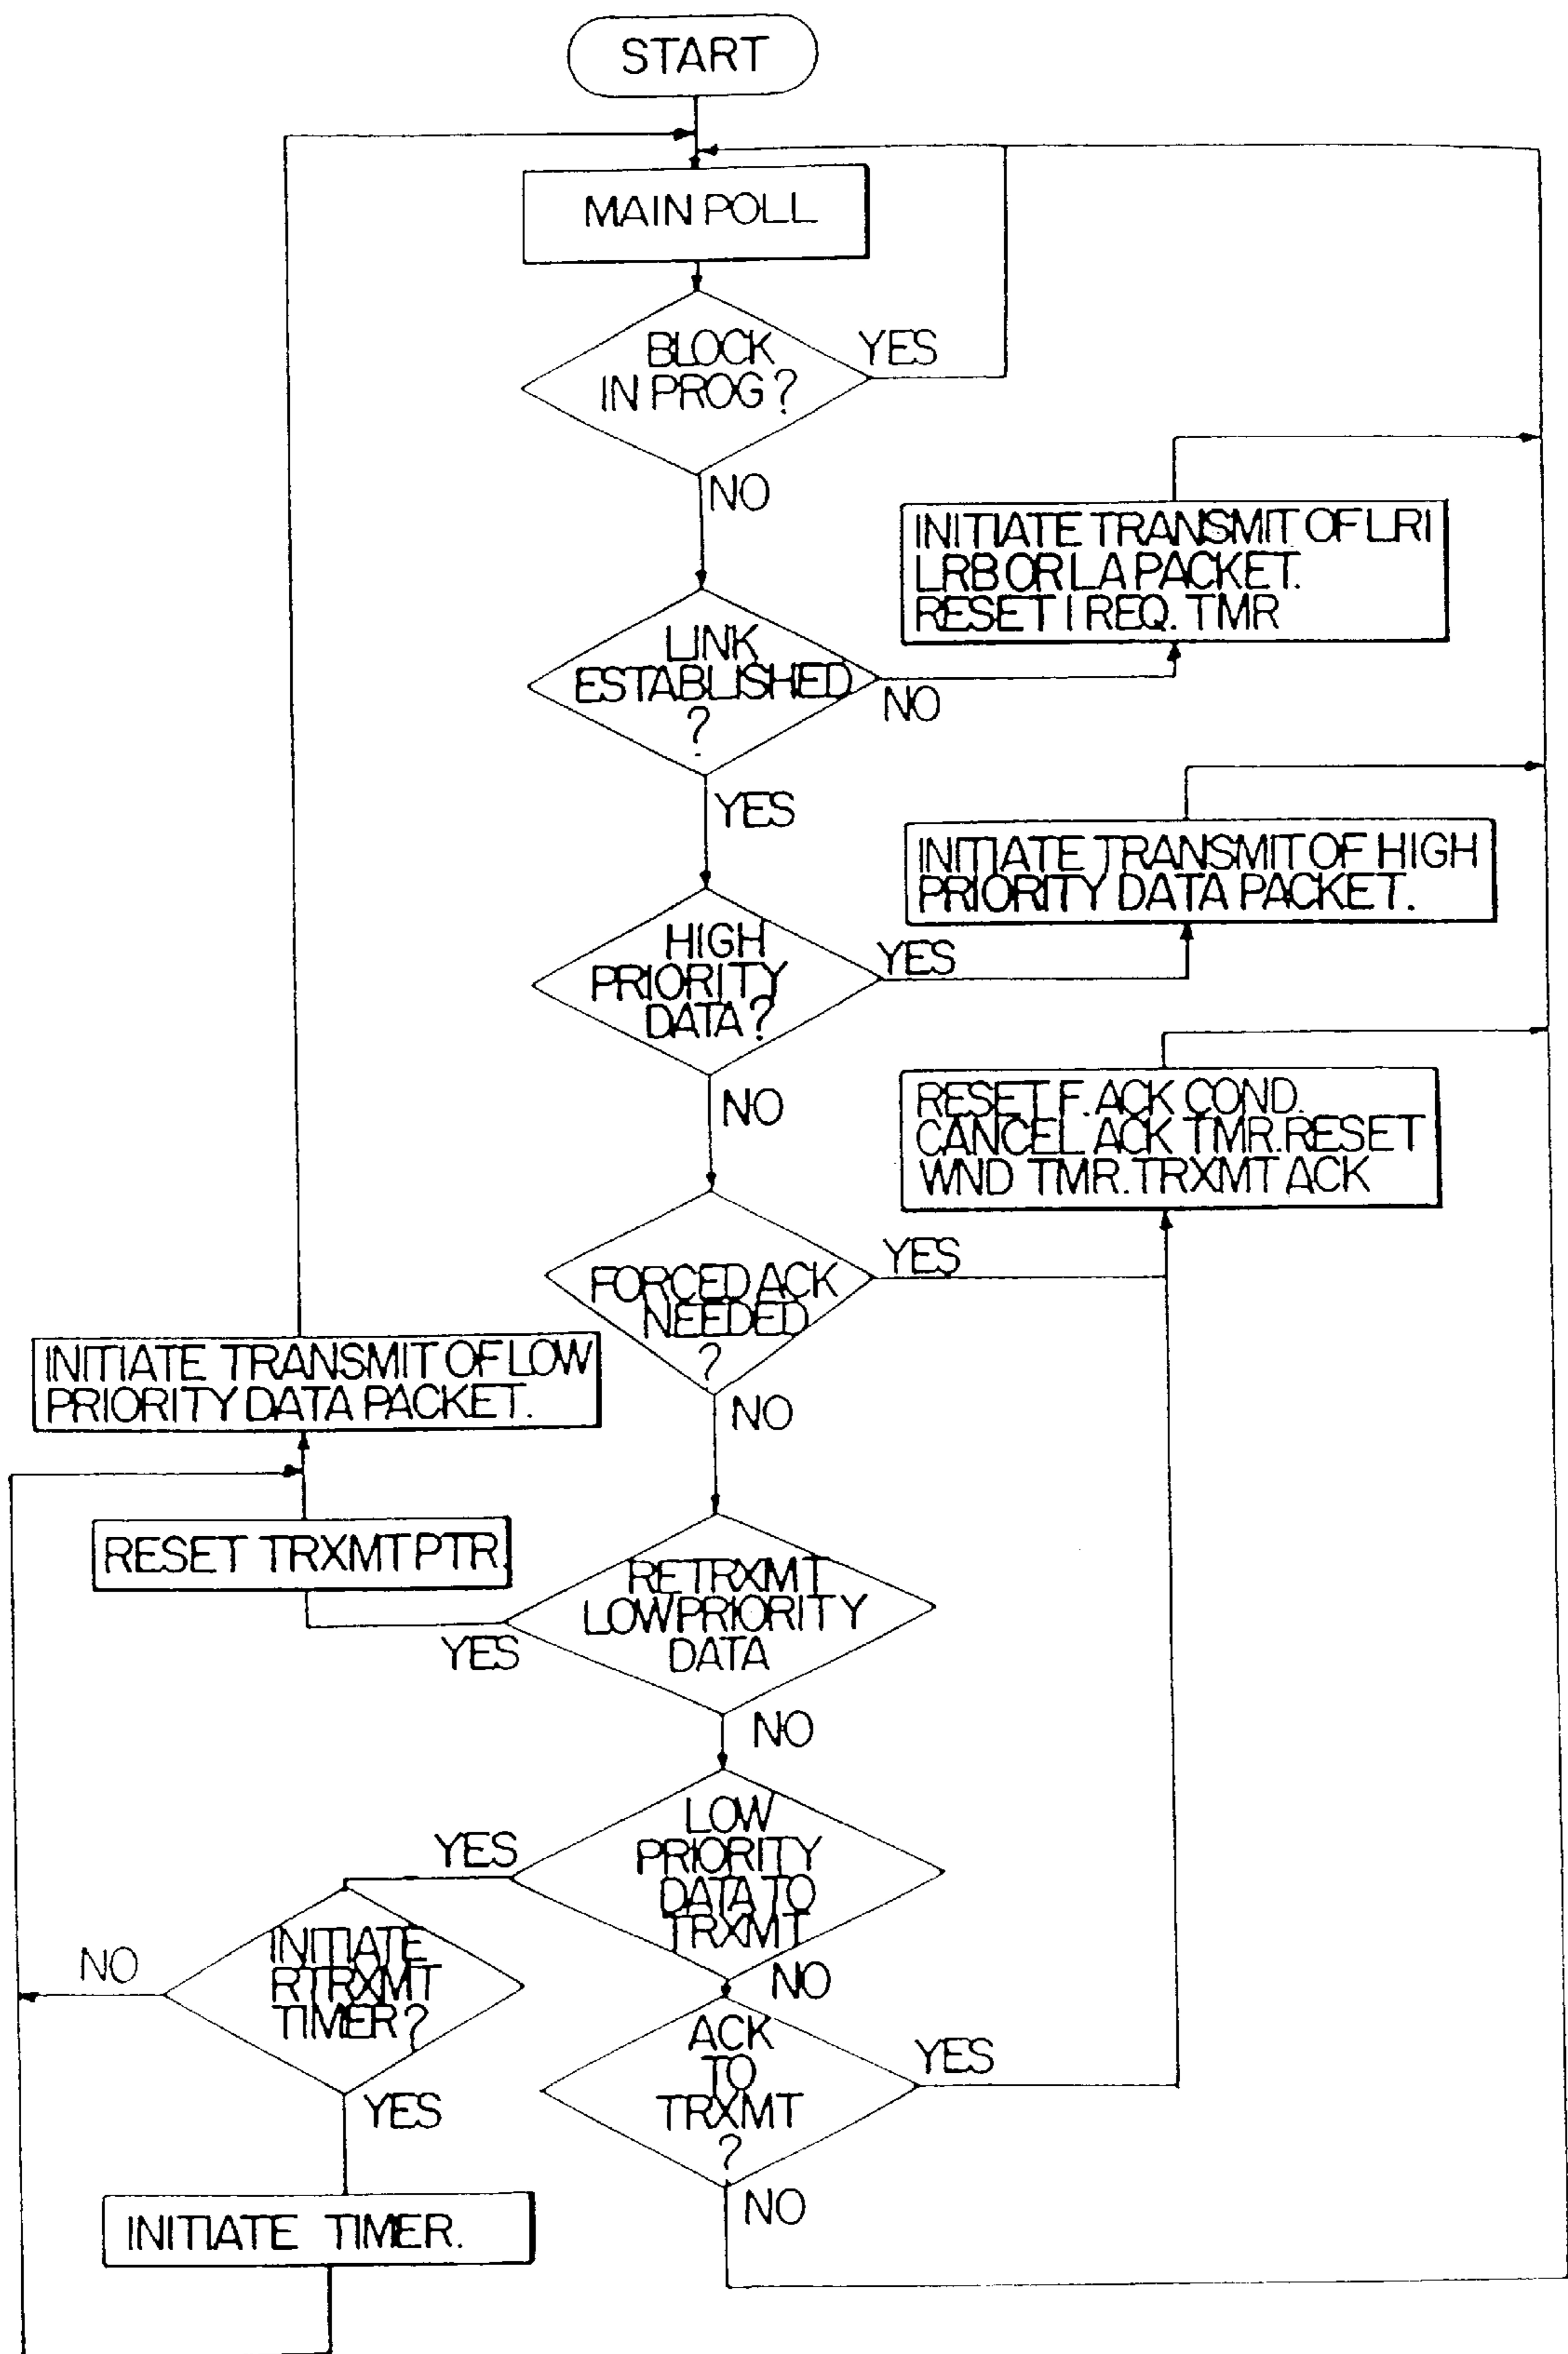 START
MAIN POLL
BLOCK
IN PROG?
YES
NO
INITIATE TRANSMIT OF LRI
LRB OR LA PACKET.
RESET I REQ. TMR
LINK
ESTABLISHED
?
NO
YES
INITIATE TRANSMIT OF HIGH
PRIORITY DATA PACKET.
HIGH
PRIORITY
DATA?
YES
NO
RESET F. ACK COND.
CANCEL ACK TMR. RESET
WND TMR. TRXMT ACK
FORCED ACK
NEEDED
?
YES
NO
INITIATE TRANSMIT OF LOW
PRIORITY DATA PACKET.
RESET TRXMT PTR.
RETRXMT
LOW PRIORITY
DATA
YES
NO
LOW
PRIORITY
DATA TO
TRXMT
YES
NO
INITIATE
RTRXMT
TIMER?
NO
YES
ACK
TO
TRXMT
?
YES
NO
INITIATE TIMER.